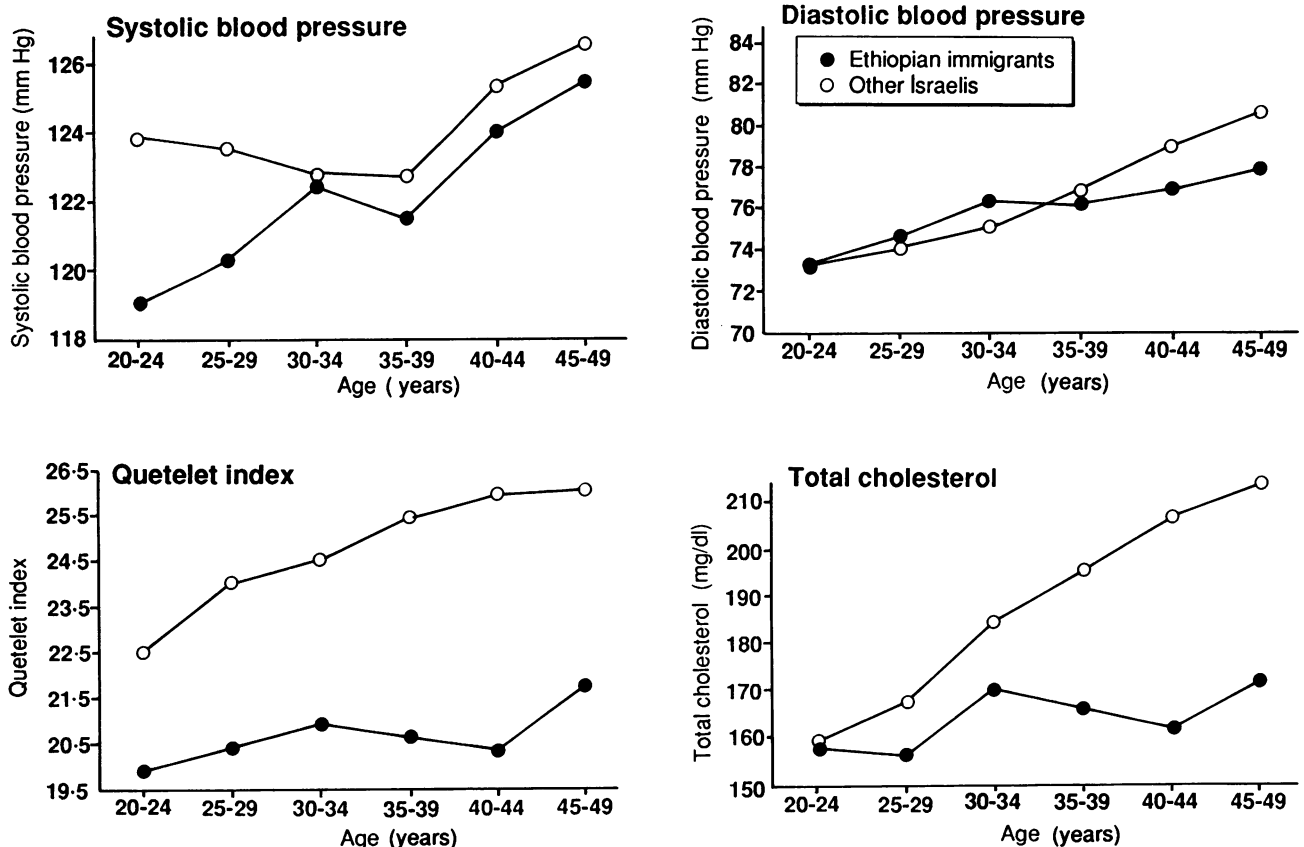 Systolic blood pressure
Systolic blood pressure (mm Hg)
126
124
122
120
118
20-24 25-29 30-34 35-39 40-44 45-49
Age ( years)
Diastolic blood pressure
Diastolic blood pressure (mm Hg)
84
82
80
78
76
74
72
70
Ethiopian immigrants
Other Israelis
20-24 25-29 30-34 35-39 40-44 45-49
Age (years)
Quetelet index
Quetelet index
26·5
25·5
24·5
23·5
22·5
21·5
20·5
19·5
20-24 25-29 30-34 35-39 40-44 45-49
Age (years)
Total cholesterol
Total cholesterol (mg/dl)
210
200
190
180
170
160
150
20-24 25-29 30-34 35-39 40-44 45-49
Age (years)